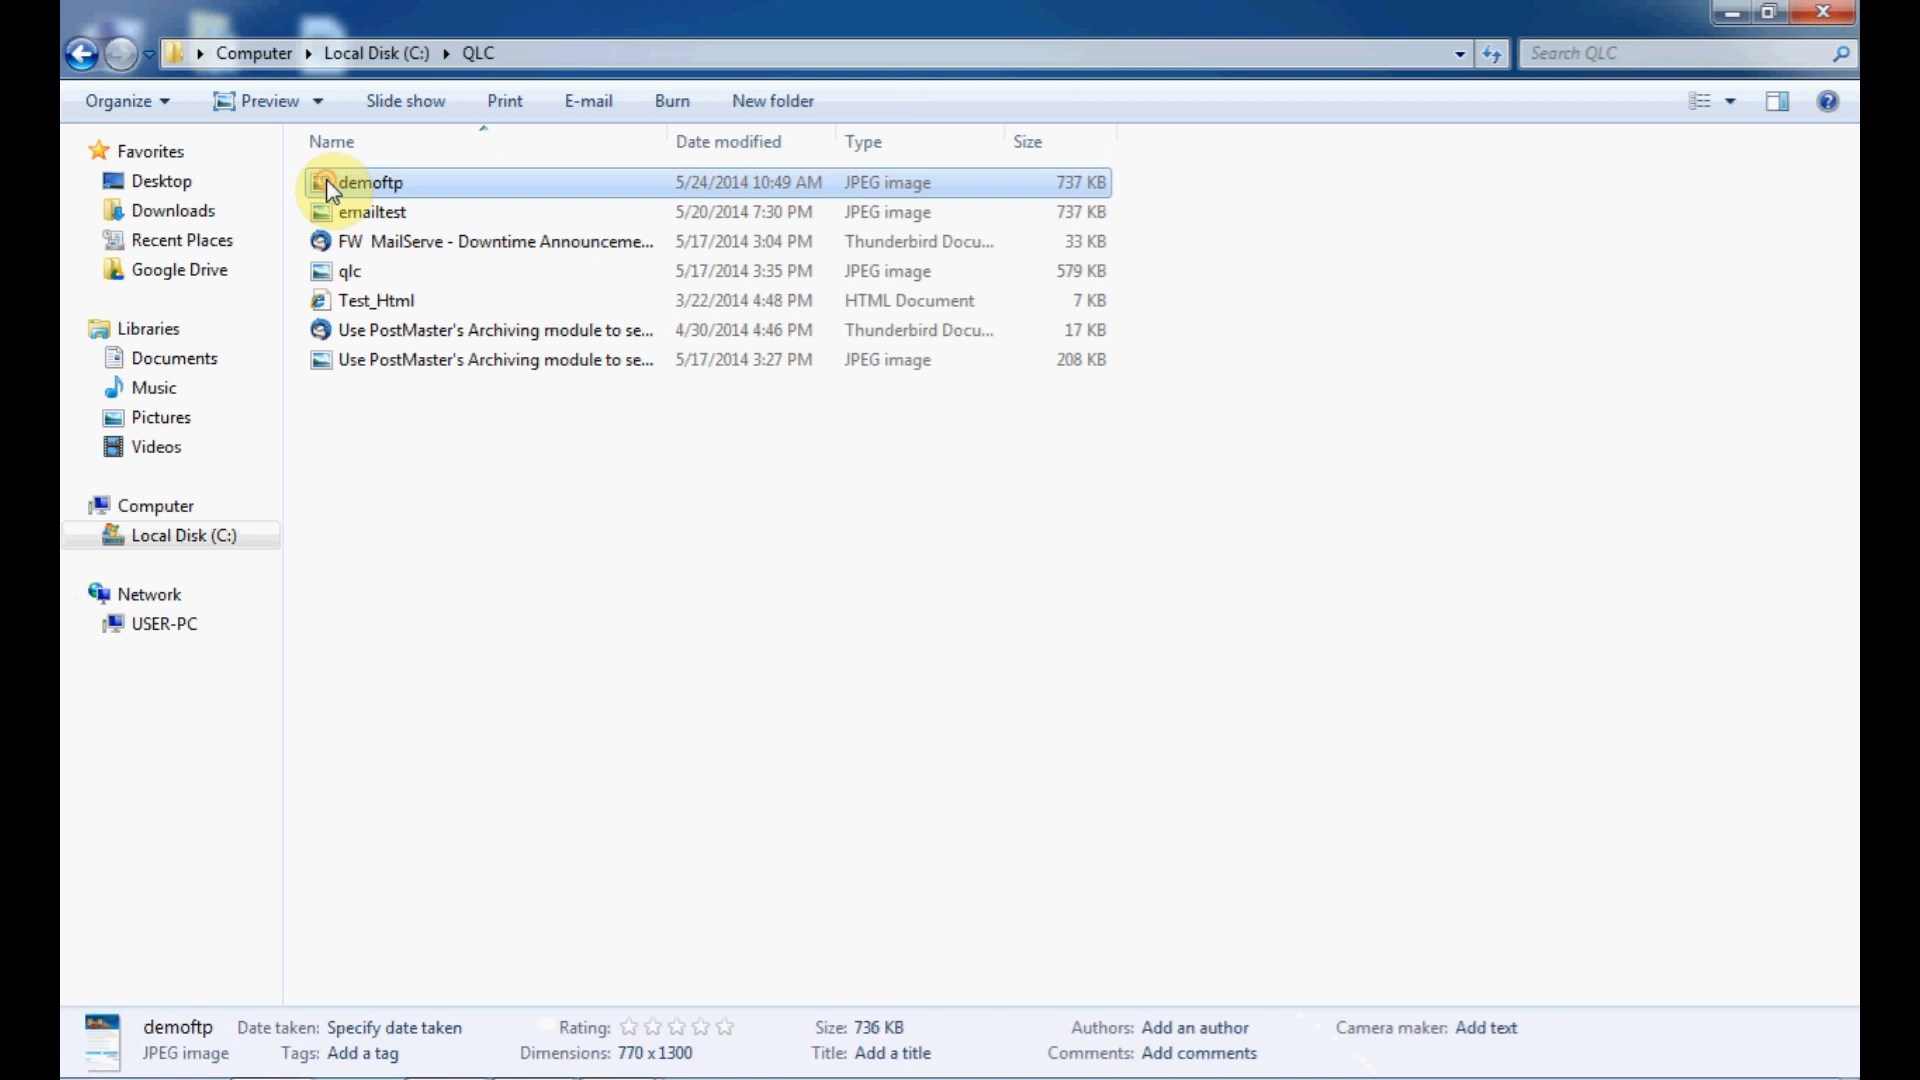 Computer Local Disk (C:) QLC Search QLC
Organize Preview Slide show Print E-mail Burn New folder
Name Date modified Type Size
Favorites
Desktop demoftp 5/24/2014 10:49 AM JPEG image 737 KB
Downloads emailtest 5/20/2014 7:30 PM JPEG image 737 KB
Recent Places FW MailServe - Downtime Announceme... 5/17/2014 3:04 PM Thunderbird Docu... 33 KB
Google Drive qlc 5/17/2014 3:35 PM JPEG image 579 KB
Test_Html 3/22/2014 4:48 PM HTML Document 7 KB
Libraries Use PostMaster's Archiving module to se... 4/30/2014 4:46 PM Thunderbird Docu... 17 KB
Documents Use PostMaster's Archiving module to se... 5/17/2014 3:27 PM JPEG image 208 KB
Music
Pictures
Videos
Computer
Local Disk (C:)
Network
USER-PC
demoftp Date taken: Specify date taken Rating: Size: 736 KB Authors: Add an author Camera maker: Add text
JPEG image Tags: Add a tag Dimensions: 770 x 1300 Title: Add a title Comments: Add comments